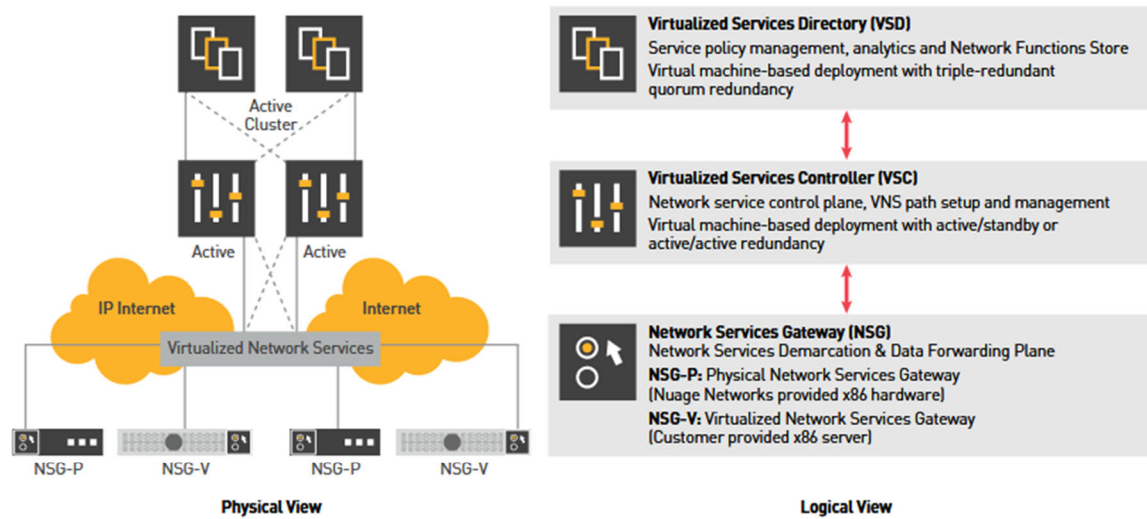 Active
Cluster
Active
Active
IP Internet
Internet
Virtualized Network Services
NSG-P
NSG-V
NSG-P
NSG-V
Physical View
Virtualized Services Directory (VSD)
Service policy management, analytics and Network Functions Store
Virtual machine-based deployment with triple-redundant
quorum redundancy
Virtualized Services Controller (VSC)
Network service control plane, VNS path setup and management
Virtual machine-based deployment with active/standby or
active/active redundancy
Network Services Gateway (NSG)
Network Services Demarcation & Data Forwarding Plane
NSG-P: Physical Network Services Gateway
(Nuage Networks provided x86 hardware)
NSG-V: Virtualized Network Services Gateway
(Customer provided x86 server)
Logical View